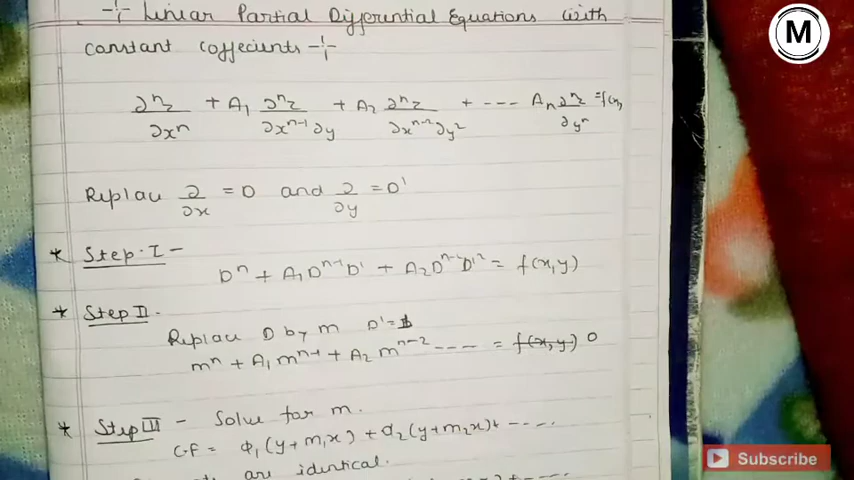 -:- Linear Partial Differential Equations with
constant coffecients -:-
∂ⁿz/∂xⁿ + A₁ ∂ⁿz/∂xⁿ⁻¹∂y + A₂ ∂ⁿz/∂xⁿ⁻²∂y² + --- Aₙ ∂ⁿz/∂yⁿ = f(x,
Replace ∂/∂x = D and ∂/∂y = D'
* Step-I -
Dⁿ + A₁Dⁿ⁻¹D' + A₂Dⁿ⁻²D'² = f(x,y)
* Step II -
Replace D by m D' = 1
mⁿ + A₁mⁿ⁻¹ + A₂mⁿ⁻² ---- = f(x,y) 0
* Step III - Solve for m.
CF = Φ₁(y+m₁x) + Φ₂(y+m₂x)+ ----.
are identical.
M
Subscribe